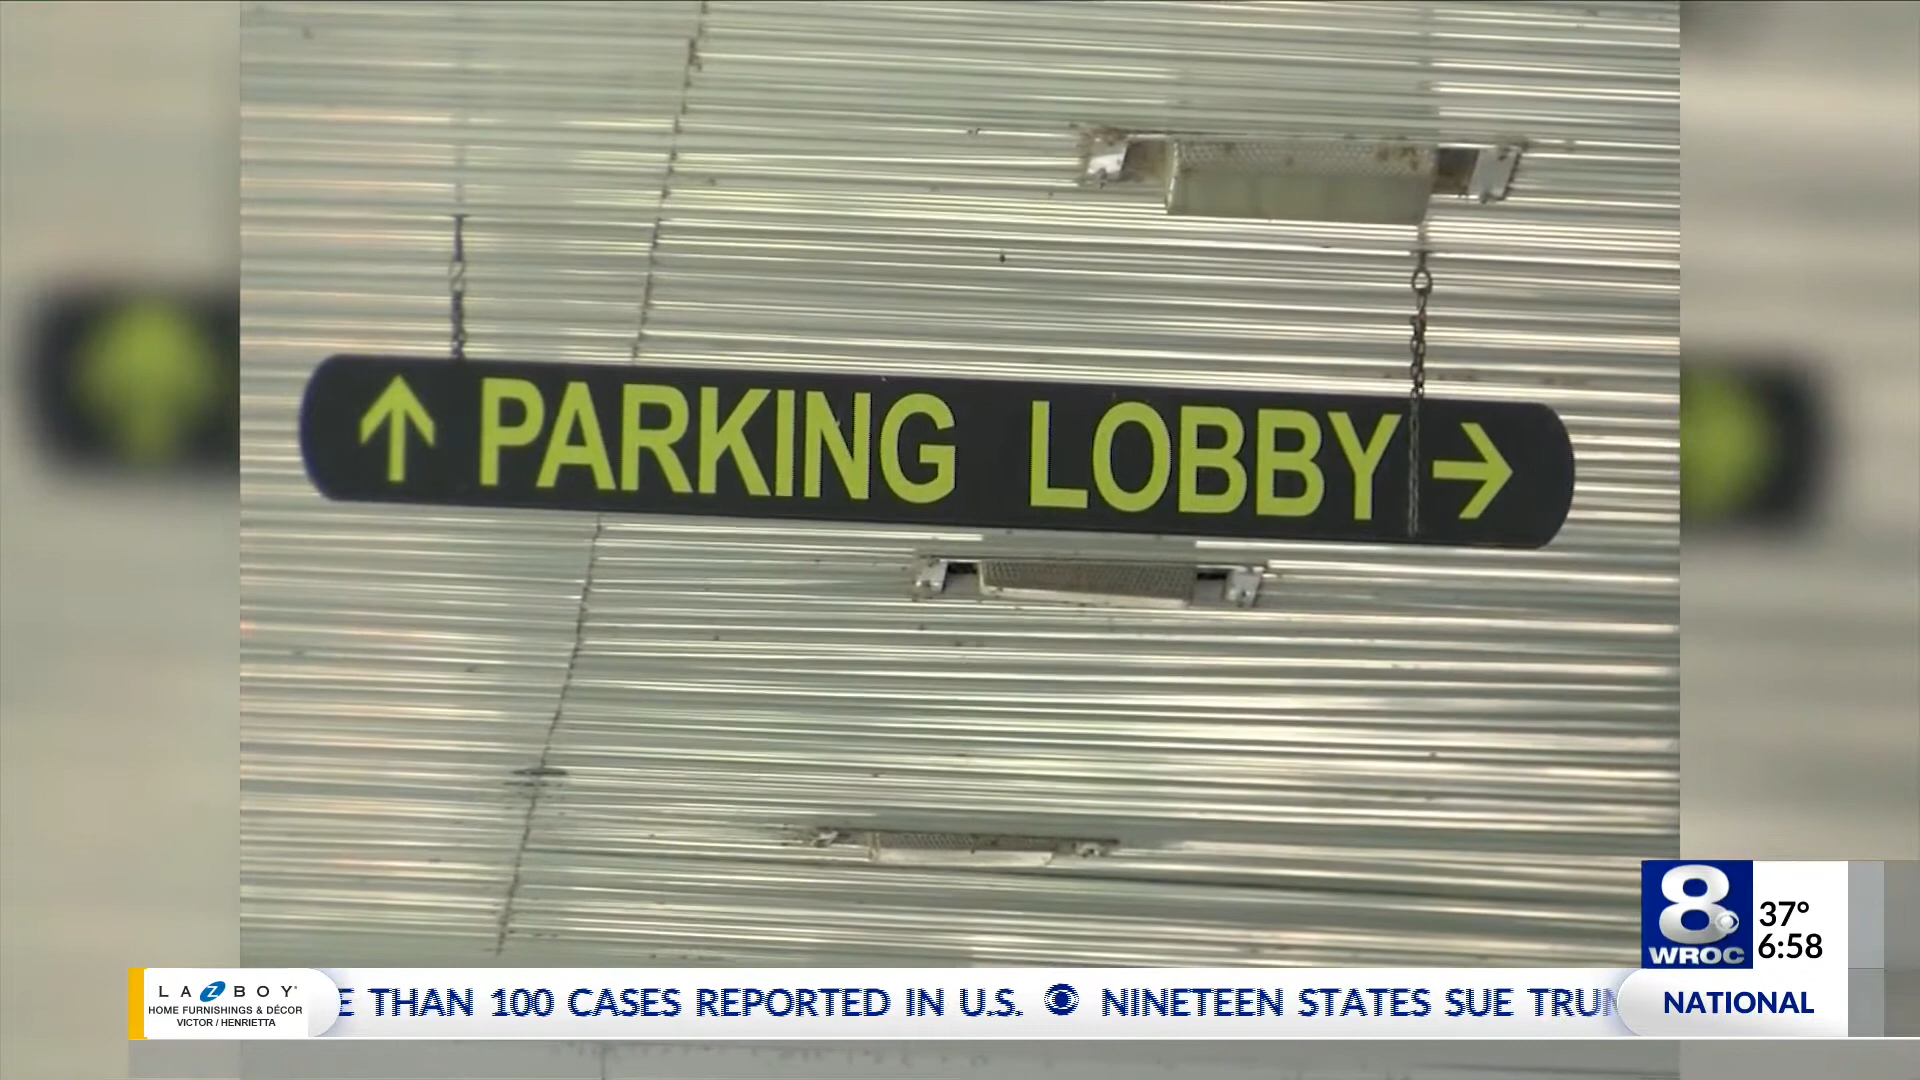 ↑ PARKING LOBBY →
8
WROC
37°
6:58
LA Z BOY
HOME FURNISHINGS & DÉCOR
VICTOR / HENRIETTA
THAN 100 CASES REPORTED IN U.S. NINETEEN STATES SUE
NATIONAL